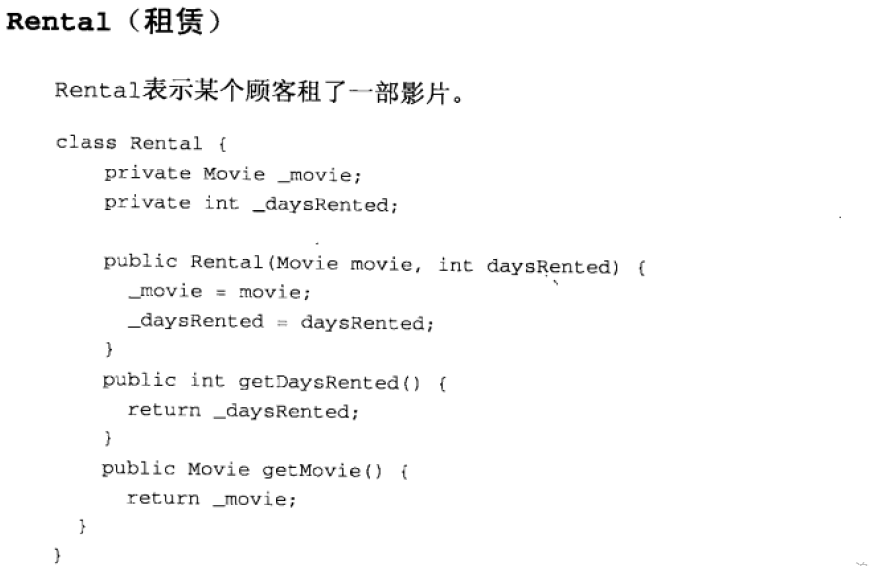 Rental（租赁）
Rental表示某个顾客租了一部影片。
class Rental {
    private Movie _movie;
    private int _daysRented;

    public Rental(Movie movie, int daysRented) {
      _movie = movie;
      _daysRented = daysRented;
    }
    public int getDaysRented() {
      return _daysRented;
    }
    public Movie getMovie() {
      return _movie;
  }
}